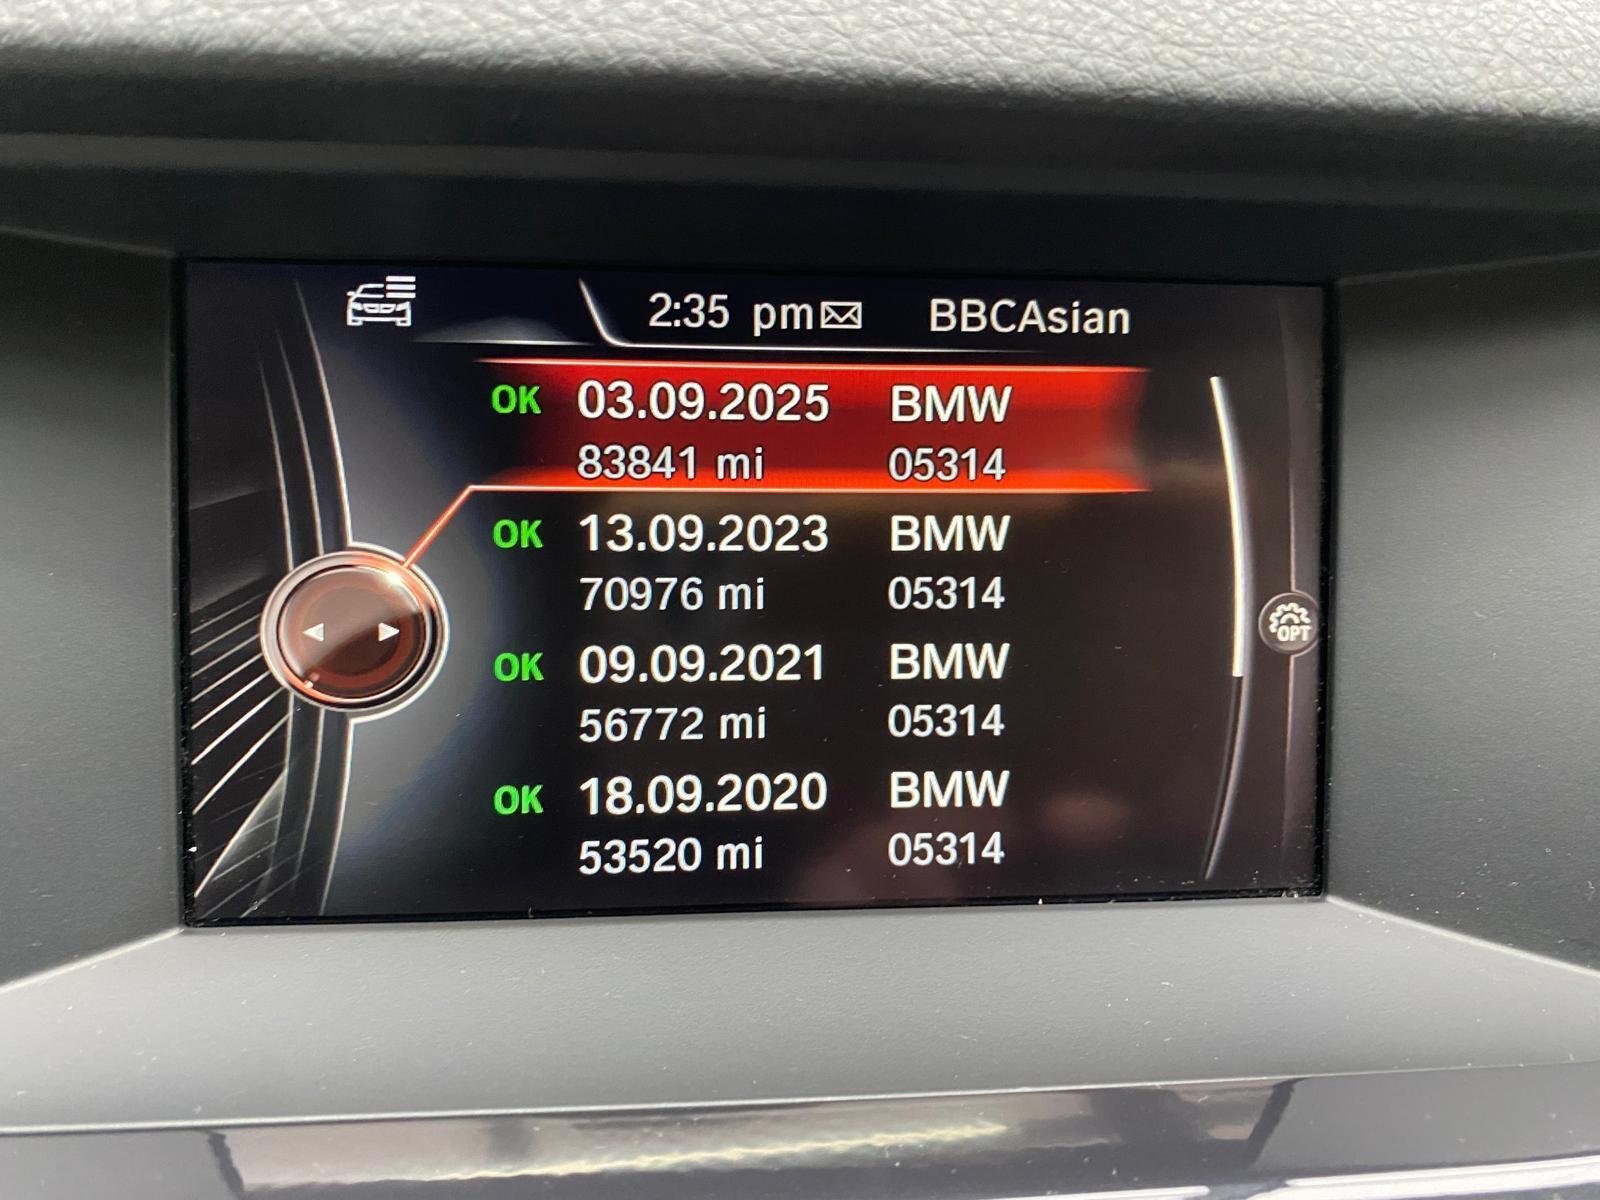 2:35 pm BBCAsian
OK 03.09.2025 BMW
83841 mi 05314
OK 13.09.2023 BMW
70976 mi 05314
OPT
OK 09.09.2021 BMW
56772 mi 05314
OK 18.09.2020 BMW
53520 mi 05314